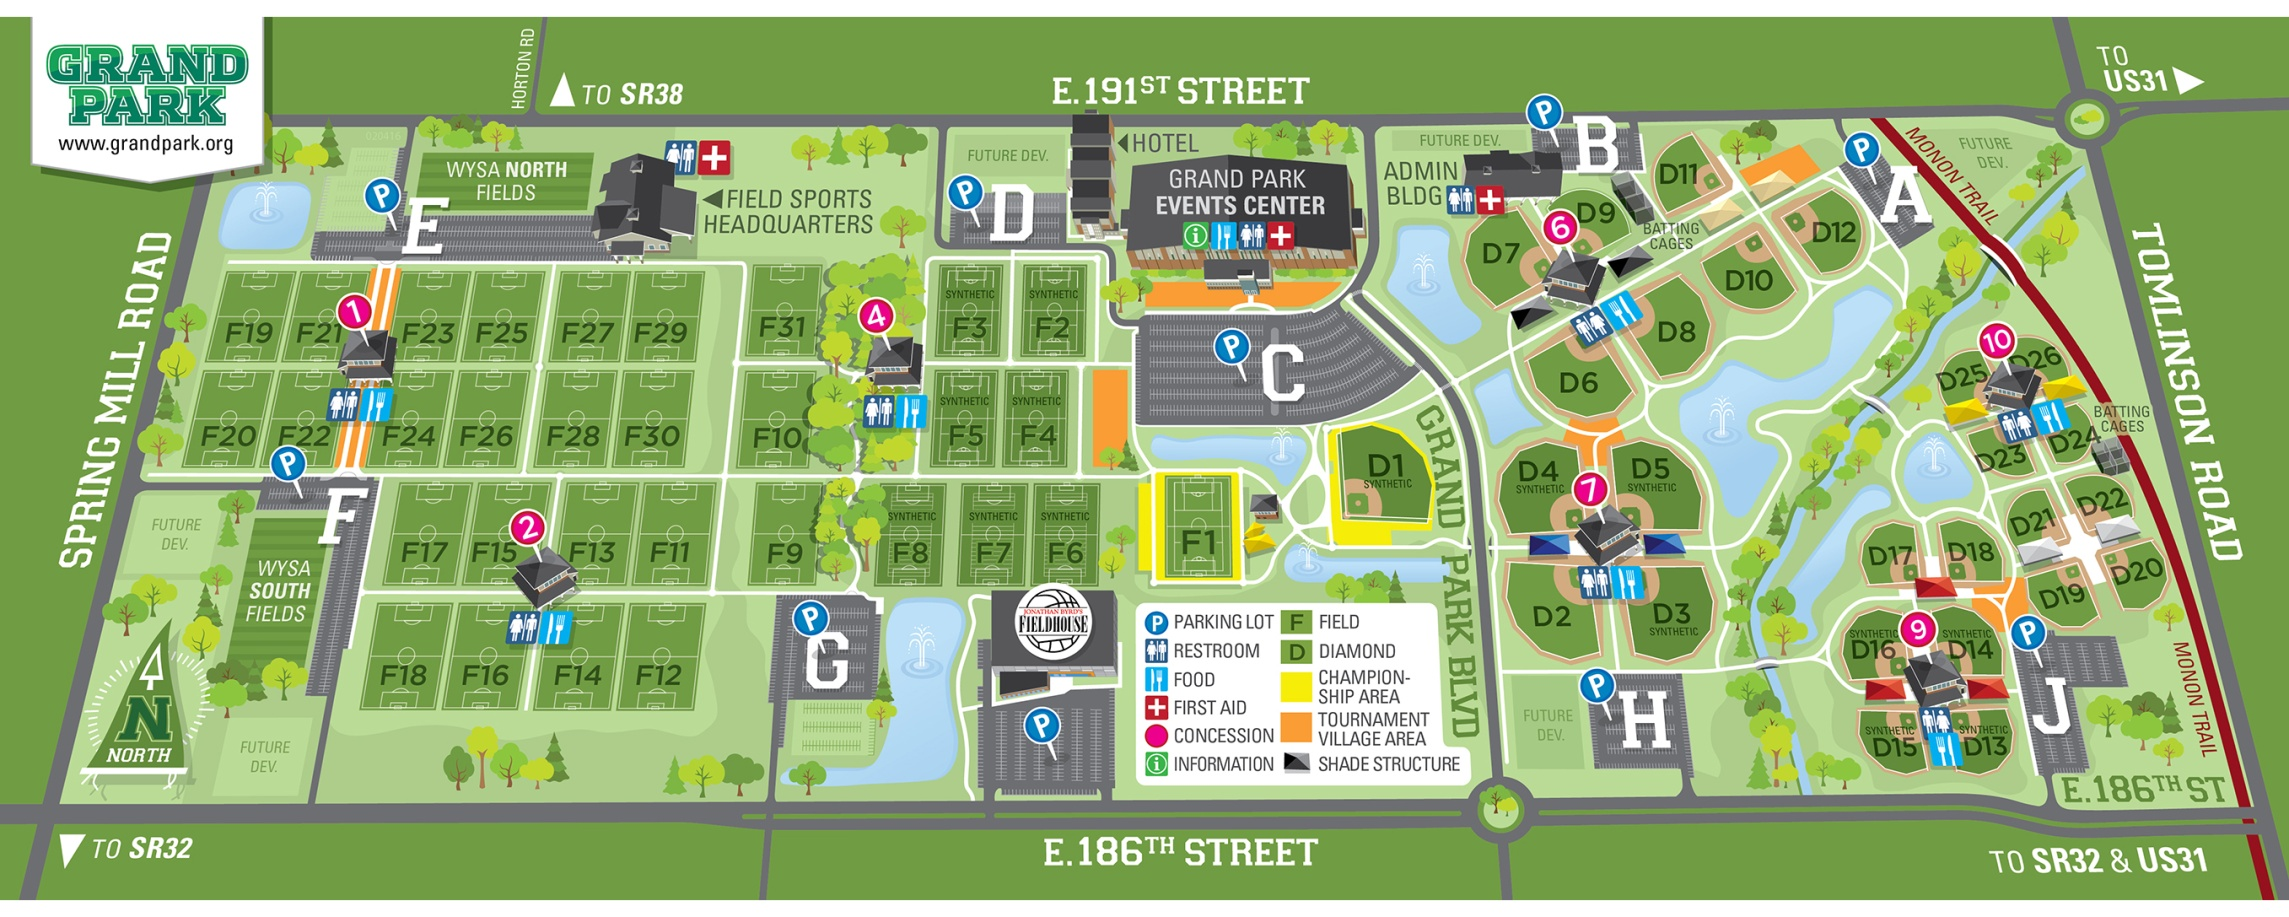 GRAND
PARK
www.grandpark.org
HORTON RD
TO SR38
E. 191ST STREET
TO
US31
TOMLINSON ROAD
MONON TRAIL
FUTURE
DEV.
WYSA NORTH
FIELDS
FIELD SPORTS
HEADQUARTERS
P
E
FUTURE DEV.
P
D
HOTEL
GRAND PARK
EVENTS CENTER
i
FUTURE DEV.
ADMIN
BLDG
P
B
P
A
D11
D12
D10
D9
D7
6
BATTING
CAGES
D8
D6
SPRING MILL ROAD
F19
F21
1
F23
F25
F27
F29
F31
4
SYNTHETIC
F3
SYNTHETIC
F2
P
C
F20
F22
F24
F26
F28
F30
F10
SYNTHETIC
F5
SYNTHETIC
F4
GRAND PARK BLVD
D1
SYNTHETIC
D4
SYNTHETIC
D5
SYNTHETIC
7
D2
D3
SYNTHETIC
10
D25
D26
D23
D24
BATTING
CAGES
D21
D22
D19
D20
D17
D18
P
F
FUTURE
DEV.
WYSA
SOUTH
FIELDS
F17
F15
2
F13
F11
F9
SYNTHETIC
F8
SYNTHETIC
F7
SYNTHETIC
F6
F1
F18
F16
F14
F12
P
G
JONATHAN BYRD'S
FIELDHOUSE
P
N
NORTH
FUTURE
DEV.
P PARKING LOT
RESTROOM
FOOD
FIRST AID
CONCESSION
i INFORMATION
F FIELD
D DIAMOND
CHAMPION-
SHIP AREA
TOURNAMENT
VILLAGE AREA
SHADE STRUCTURE
FUTURE
DEV.
P
H
9
SYNTHETIC
D16
SYNTHETIC
D14
SYNTHETIC
D15
SYNTHETIC
D13
P
J
MONON TRAIL
E. 186TH ST
TO SR32
E. 186TH STREET
TO SR32 & US31